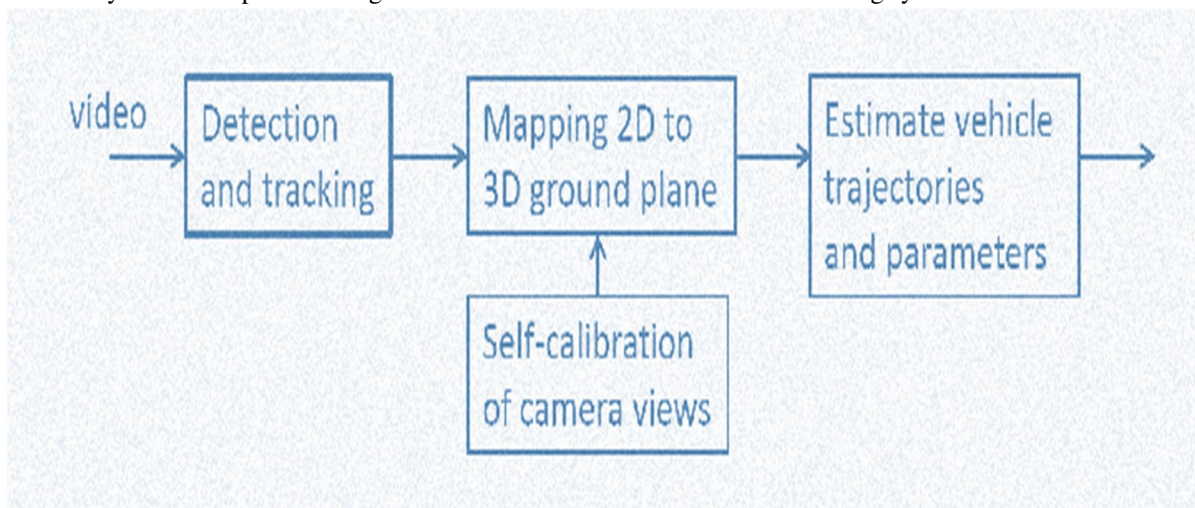 video
Detection
and tracking
Mapping 2D to
3D ground plane
Estimate vehicle
trajectories
and parameters
Self-calibration
of camera views